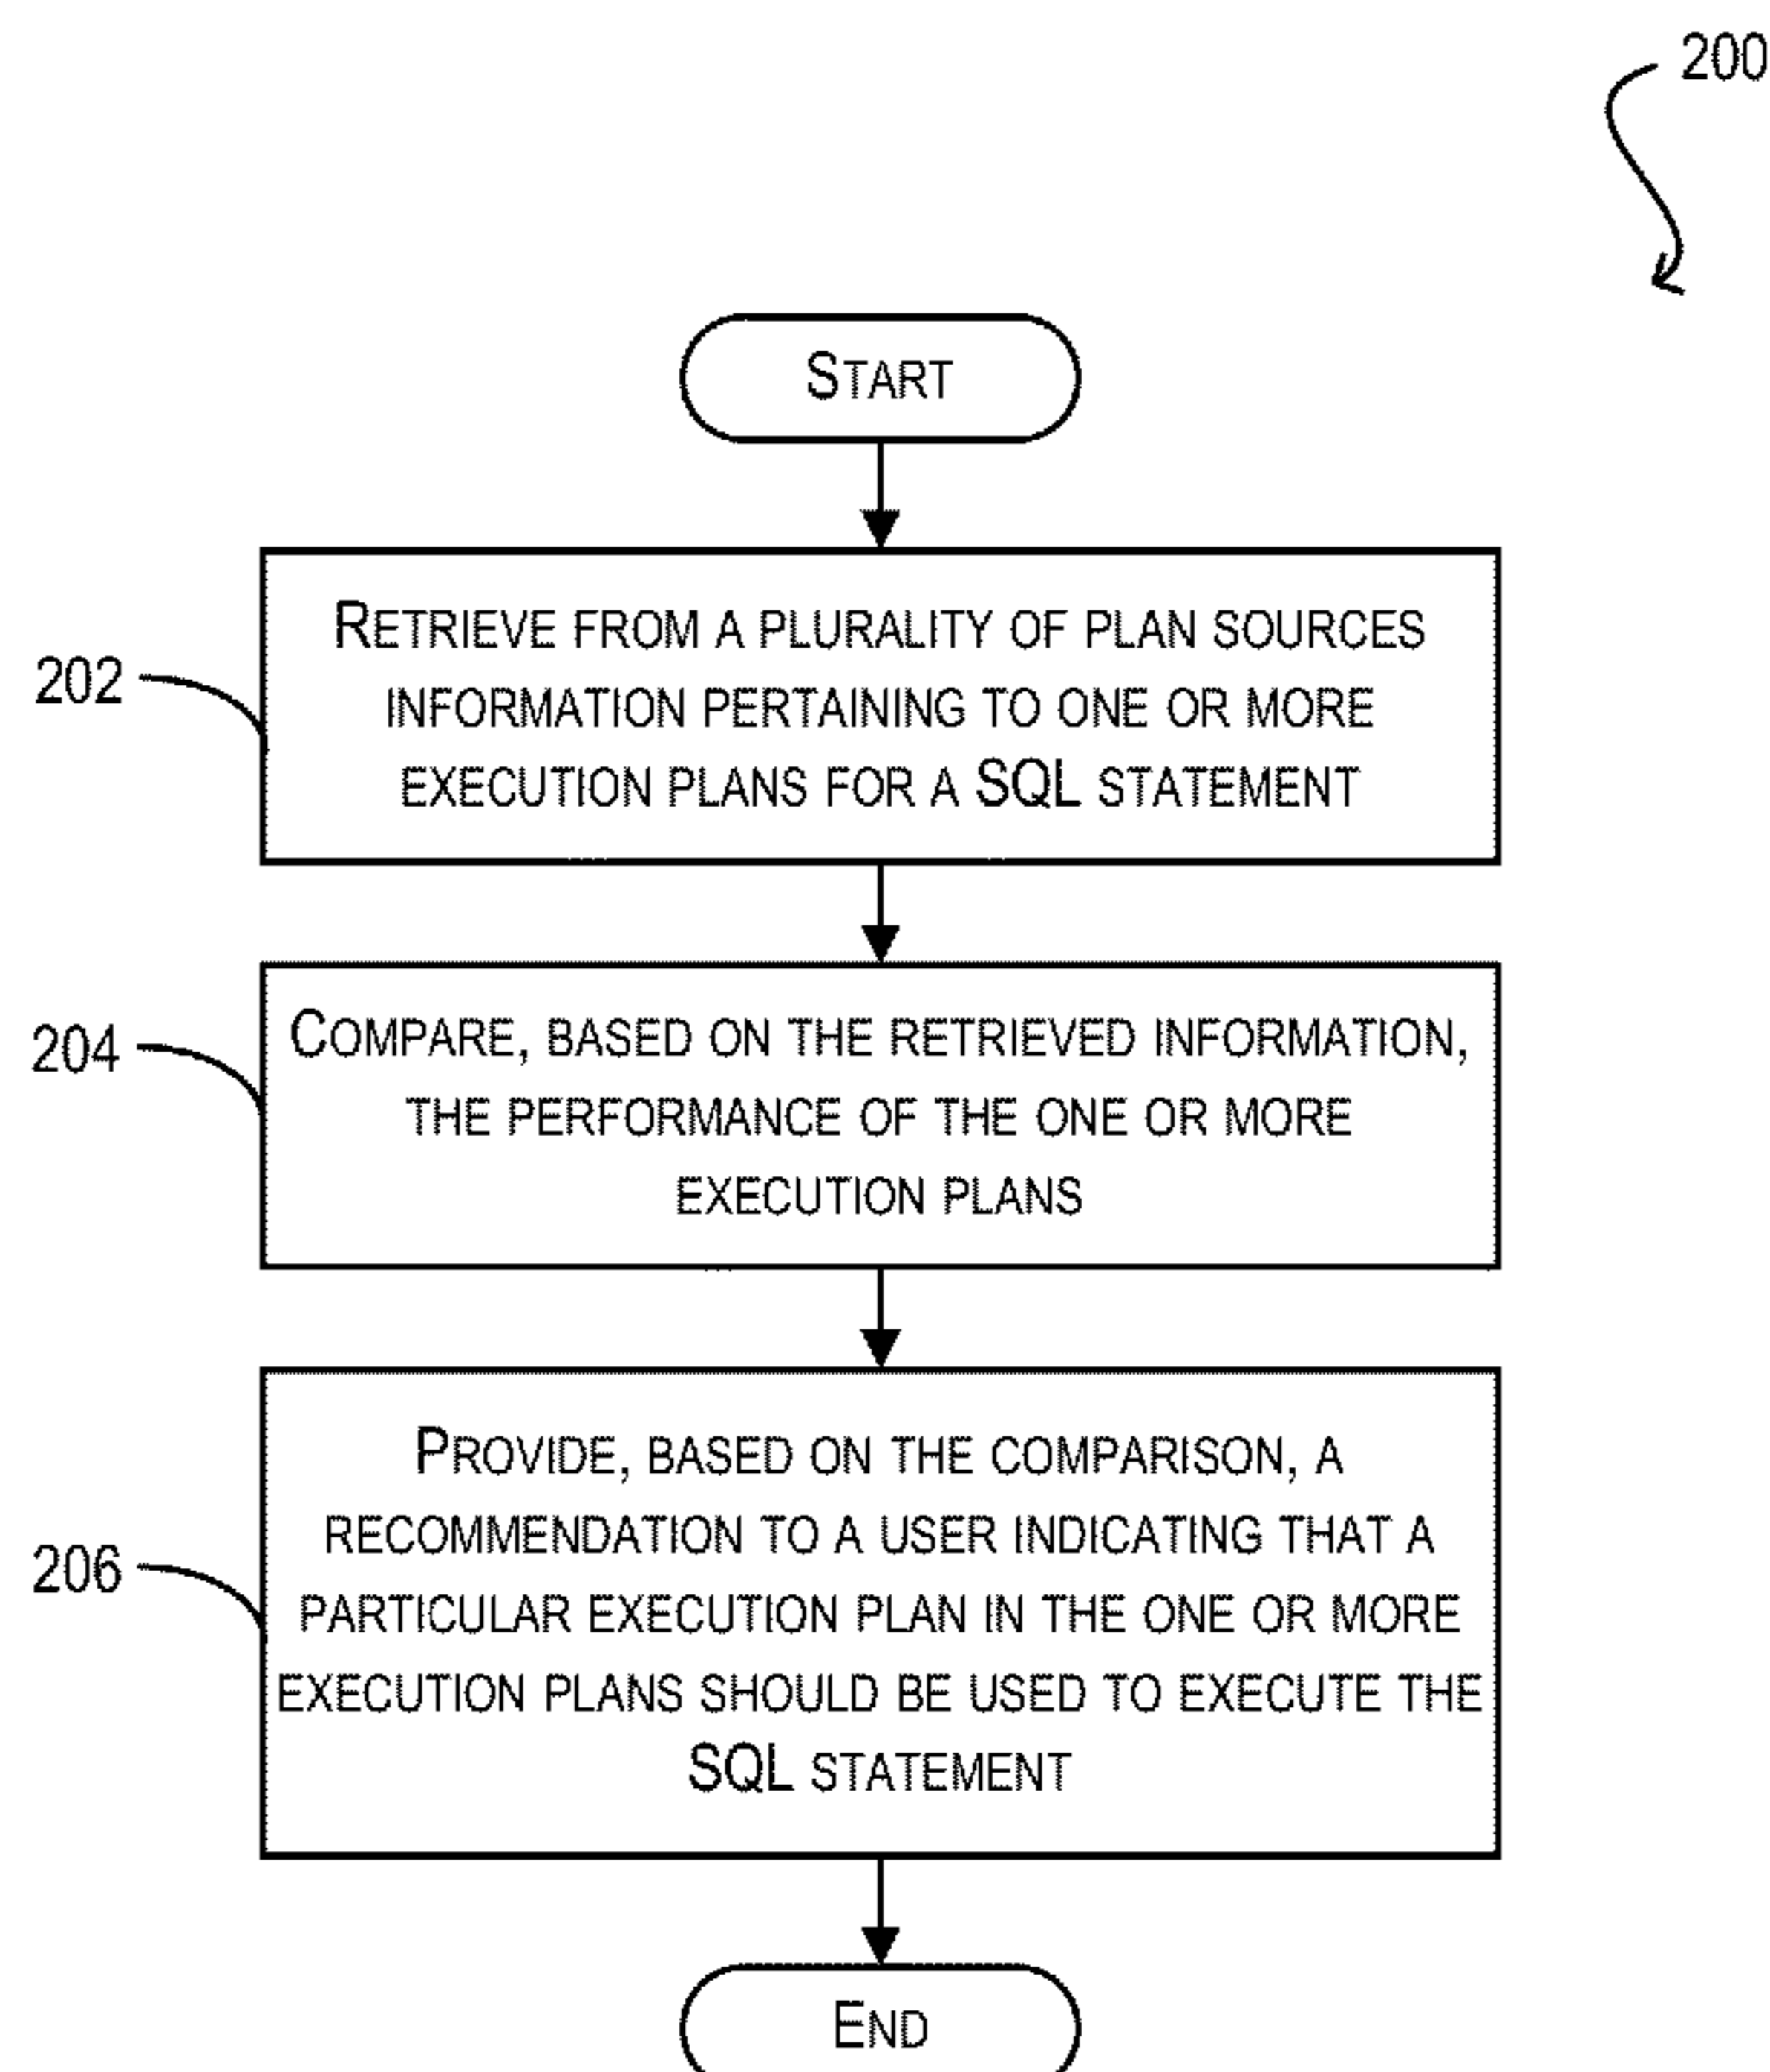 200
START
202
RETRIEVE FROM A PLURALITY OF PLAN SOURCES
INFORMATION PERTAINING TO ONE OR MORE
EXECUTION PLANS FOR A SQL STATEMENT
204
COMPARE, BASED ON THE RETRIEVED INFORMATION,
THE PERFORMANCE OF THE ONE OR MORE
EXECUTION PLANS
206
PROVIDE, BASED ON THE COMPARISON, A
RECOMMENDATION TO A USER INDICATING THAT A
PARTICULAR EXECUTION PLAN IN THE ONE OR MORE
EXECUTION PLANS SHOULD BE USED TO EXECUTE THE
SQL STATEMENT
END